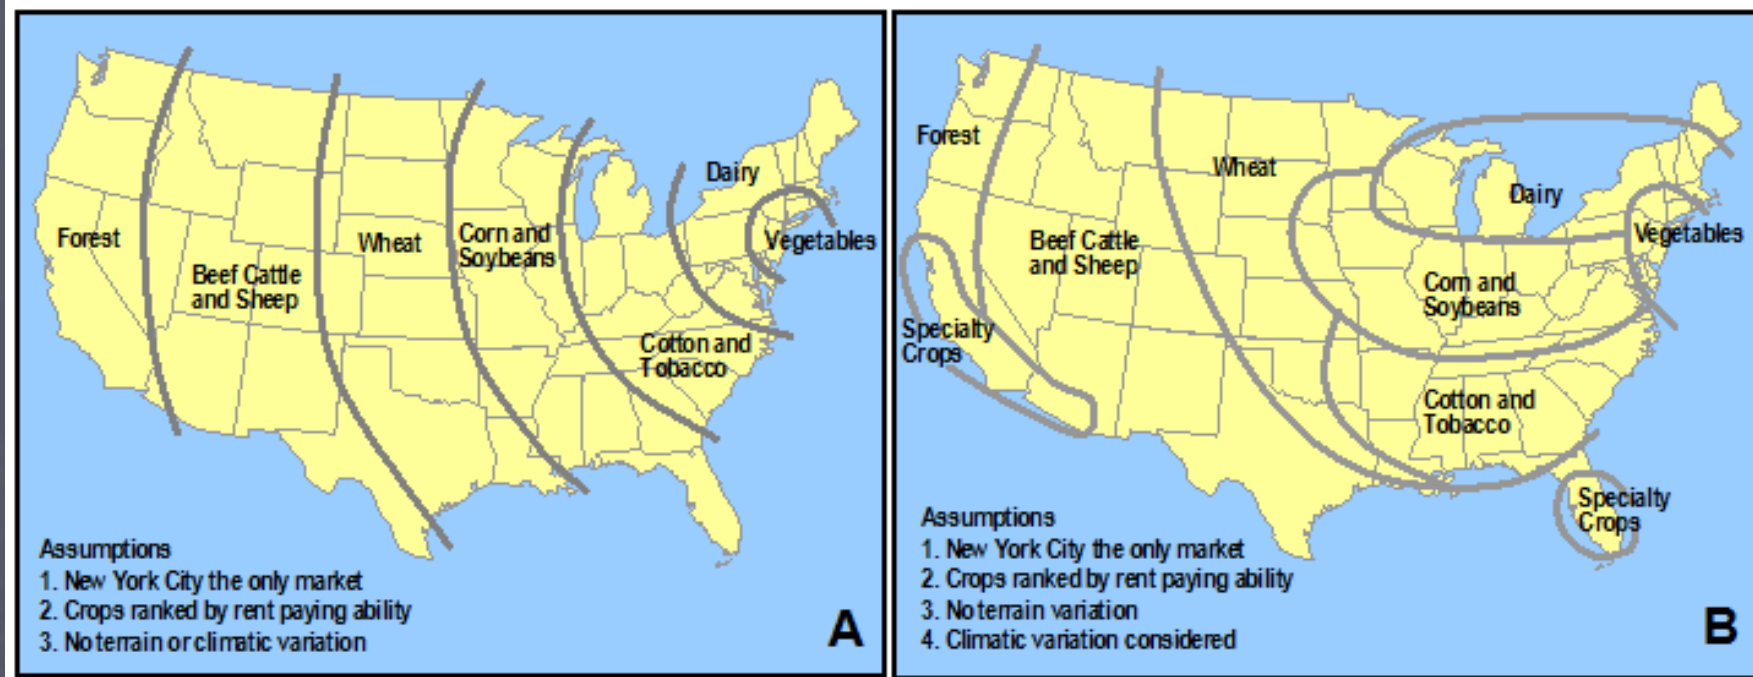 Dairy
Forest
Wheat
Corn and
Soybeans
Vegetables
Beef Cattle
and Sheep
Cotton and
Tobacco
Assumptions
1. New York City the only market
2. Crops ranked by rent paying ability
3. No terrain or climatic variation
A
Forest
Wheat
Dairy
Beef Cattle
and Sheep
Vegetables
Corn and
Soybeans
Specialty
Crops
Cotton and
Tobacco
Specialty
Crops
Assumptions
1. New York City the only market
2. Crops ranked by rent paying ability
3. No terrain variation
4. Climatic variation considered
B